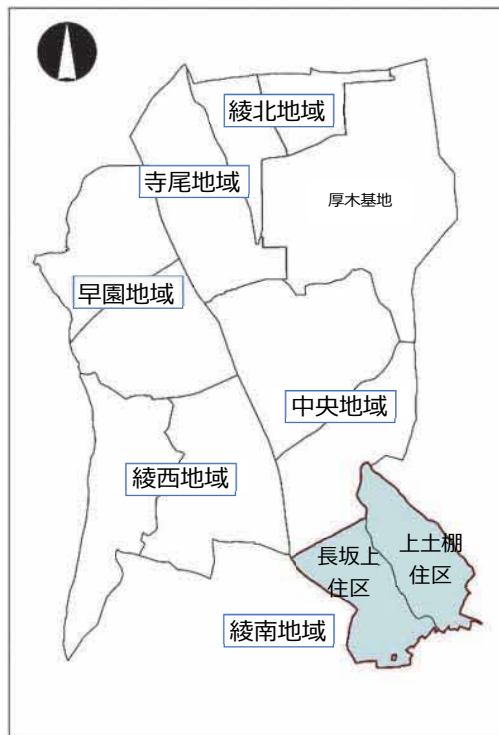 綾北地域
寺尾地域
厚木基地
早園地域
中央地域
綾西地域
長坂上
住区
上土棚
住区
綾南地域